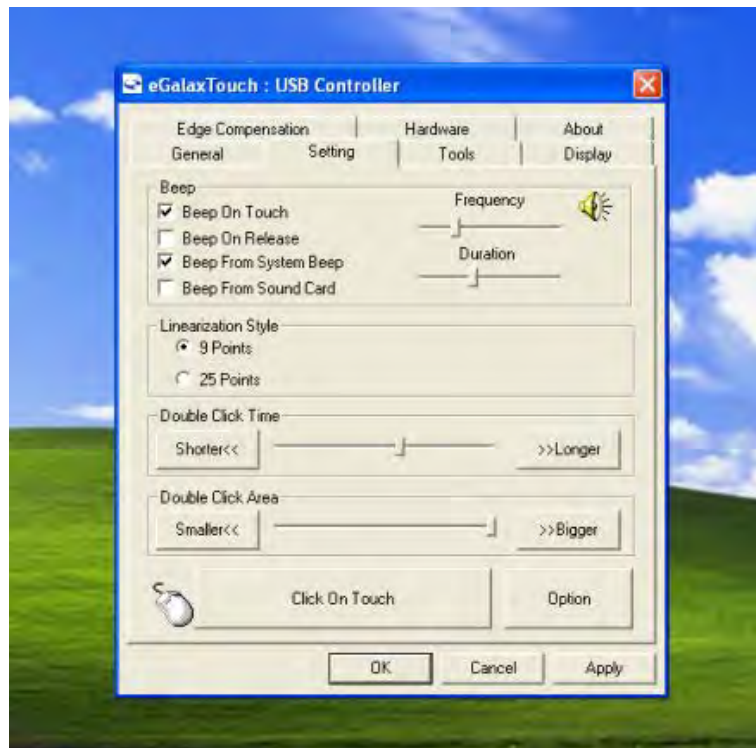 eGalaxTouch : USB Controller
Edge Compensation Hardware About
General Setting Tools Display
Beep
Beep On Touch
Frequency
Beep On Release
Beep From System Beep
Duration
Beep From Sound Card
Linearization Style
9 Points
25 Points
Double Click Time
Shorter<< >>Longer
Double Click Area
Smaller<< >>Bigger
Click On Touch Option
OK Cancel Apply